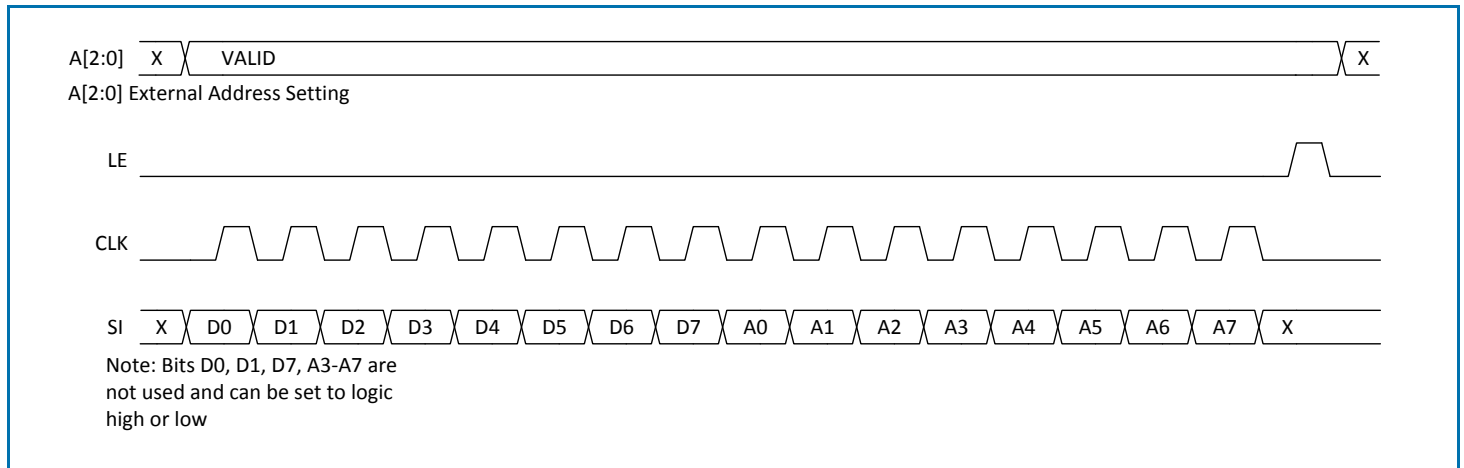 A[2:0] X VALID X
A[2:0] External Address Setting
LE
CLK
SI X D0 D1 D2 D3 D4 D5 D6 D7 A0 A1 A2 A3 A4 A5 A6 A7 X
Note: Bits D0, D1, D7, A3-A7 are
not used and can be set to logic
high or low